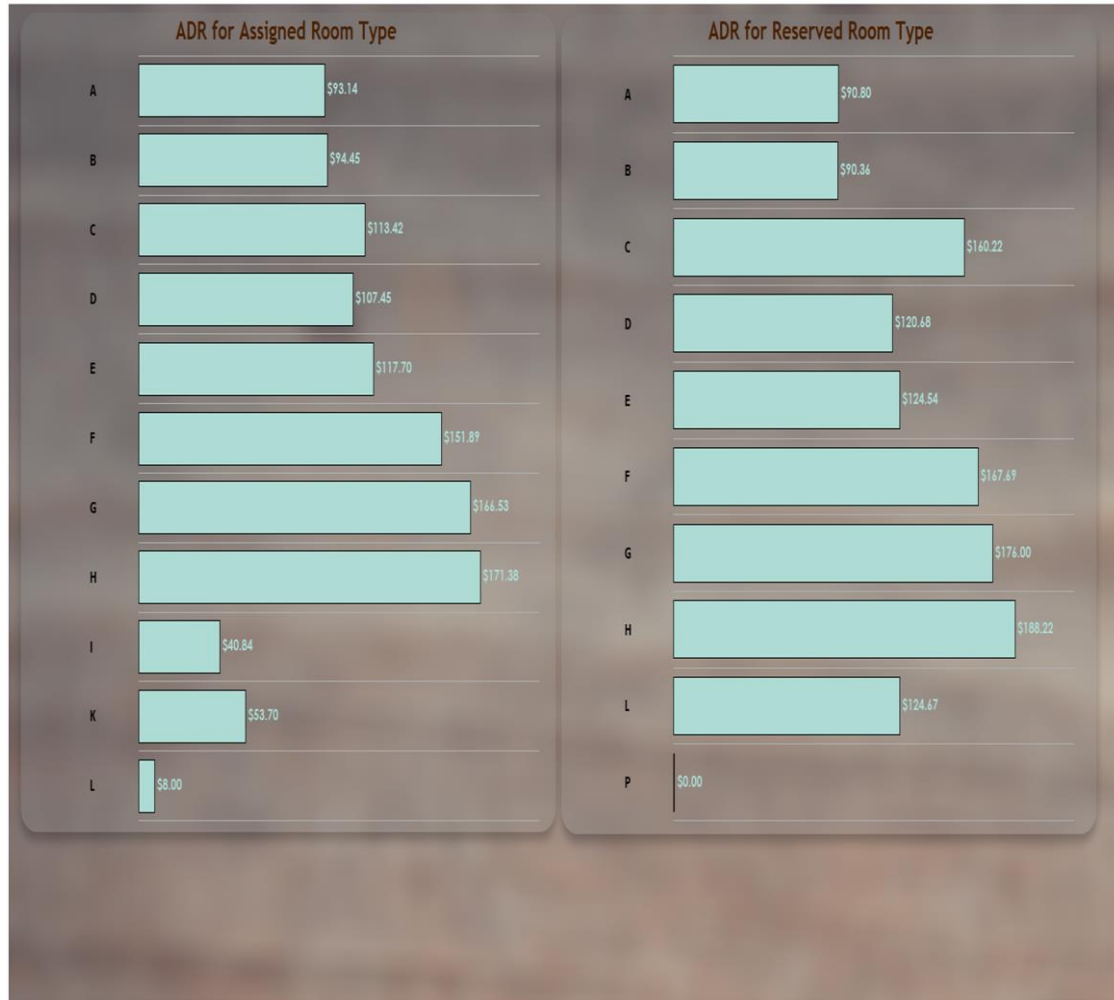 ADR for Assigned Room Type
A $93.14
B $94.45
C $113.42
D $107.45
E $117.70
F $151.89
G $166.53
H $171.38
I $40.84
K $53.70
L $8.00
ADR for Reserved Room Type
A $90.80
B $90.36
C $160.22
D $120.68
E $124.54
F $167.69
G $176.00
H $188.22
L $124.67
P $0.00